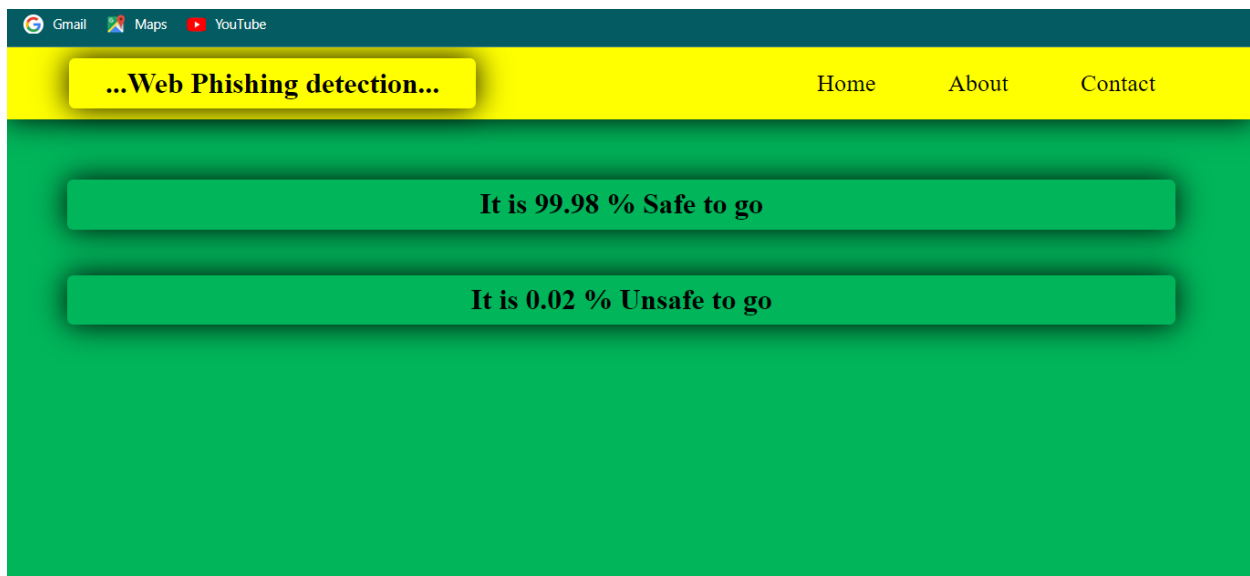 Gmail Maps YouTube
...Web Phishing detection... Home About Contact
It is 99.98 % Safe to go
It is 0.02 % Unsafe to go